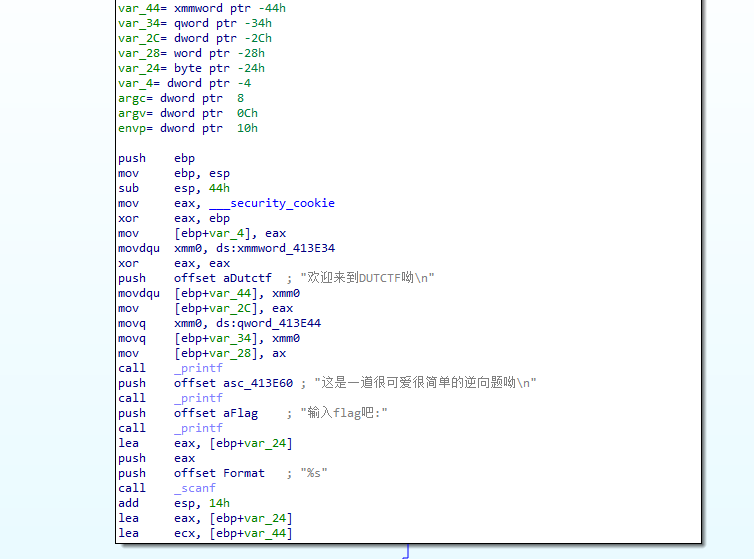 var_44= xmmword ptr -44h
var_34= qword ptr -34h
var_2C= dword ptr -2Ch
var_28= word ptr -28h
var_24= byte ptr -24h
var_4= dword ptr -4
argc= dword ptr  8
argv= dword ptr  0Ch
envp= dword ptr  10h
push    ebp
mov     ebp, esp
sub     esp, 44h
mov     eax, ___security_cookie
xor     eax, ebp
mov     [ebp+var_4], eax
movdqu  xmm0, ds:xmmword_413E34
xor     eax, eax
push    offset aDutctf  ; "欢迎来到DUTCTF呦\n"
movdqu  [ebp+var_44], xmm0
mov     [ebp+var_2C], eax
movq    xmm0, ds:qword_413E44
movq    [ebp+var_34], xmm0
mov     [ebp+var_28], ax
call    _printf
push    offset asc_413E60 ; "这是一道很可爱很简单的逆向题呦\n"
call    _printf
push    offset aFlag    ; "输入flag吧:"
call    _printf
lea     eax, [ebp+var_24]
push    eax
push    offset Format   ; "%s"
call    _scanf
add     esp, 14h
lea     eax, [ebp+var_24]
lea     ecx, [ebp+var_44]